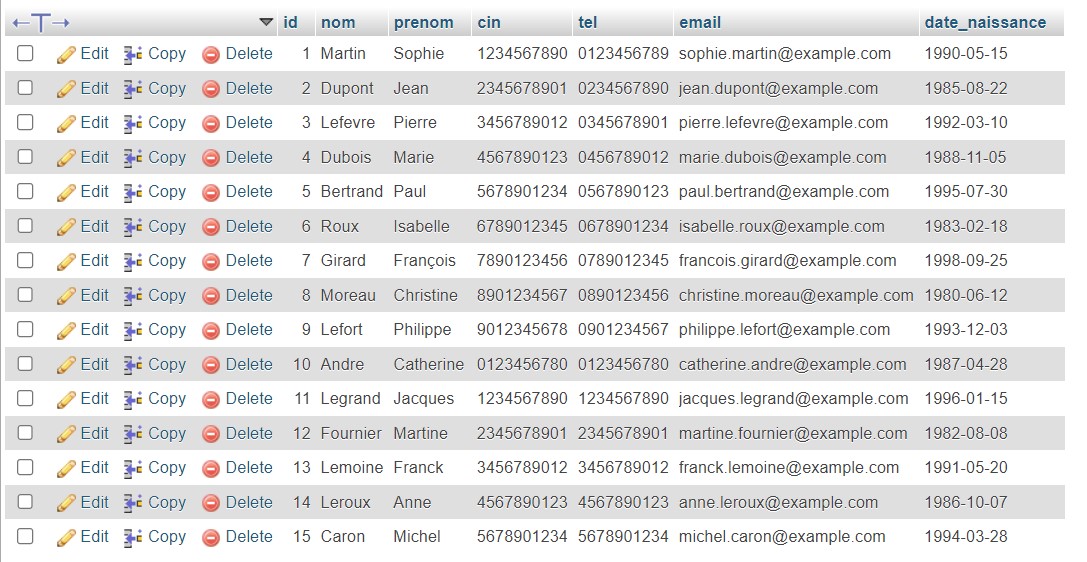 id nom prenom cin tel email date_naissance
Edit Copy Delete 1 Martin Sophie 1234567890 0123456789 sophie.martin@example.com 1990-05-15
Edit Copy Delete 2 Dupont Jean 2345678901 0234567890 jean.dupont@example.com 1985-08-22
Edit Copy Delete 3 Lefevre Pierre 3456789012 0345678901 pierre.lefevre@example.com 1992-03-10
Edit Copy Delete 4 Dubois Marie 4567890123 0456789012 marie.dubois@example.com 1988-11-05
Edit Copy Delete 5 Bertrand Paul 5678901234 0567890123 paul.bertrand@example.com 1995-07-30
Edit Copy Delete 6 Roux Isabelle 6789012345 0678901234 isabelle.roux@example.com 1983-02-18
Edit Copy Delete 7 Girard François 7890123456 0789012345 francois.girard@example.com 1998-09-25
Edit Copy Delete 8 Moreau Christine 8901234567 0890123456 christine.moreau@example.com 1980-06-12
Edit Copy Delete 9 Lefort Philippe 9012345678 0901234567 philippe.lefort@example.com 1993-12-03
Edit Copy Delete 10 Andre Catherine 0123456780 0123456780 catherine.andre@example.com 1987-04-28
Edit Copy Delete 11 Legrand Jacques 1234567890 1234567890 jacques.legrand@example.com 1996-01-15
Edit Copy Delete 12 Fournier Martine 2345678901 2345678901 martine.fournier@example.com 1982-08-08
Edit Copy Delete 13 Lemoine Franck 3456789012 3456789012 franck.lemoine@example.com 1991-05-20
Edit Copy Delete 14 Leroux Anne 4567890123 4567890123 anne.leroux@example.com 1986-10-07
Edit Copy Delete 15 Caron Michel 5678901234 5678901234 michel.caron@example.com 1994-03-28